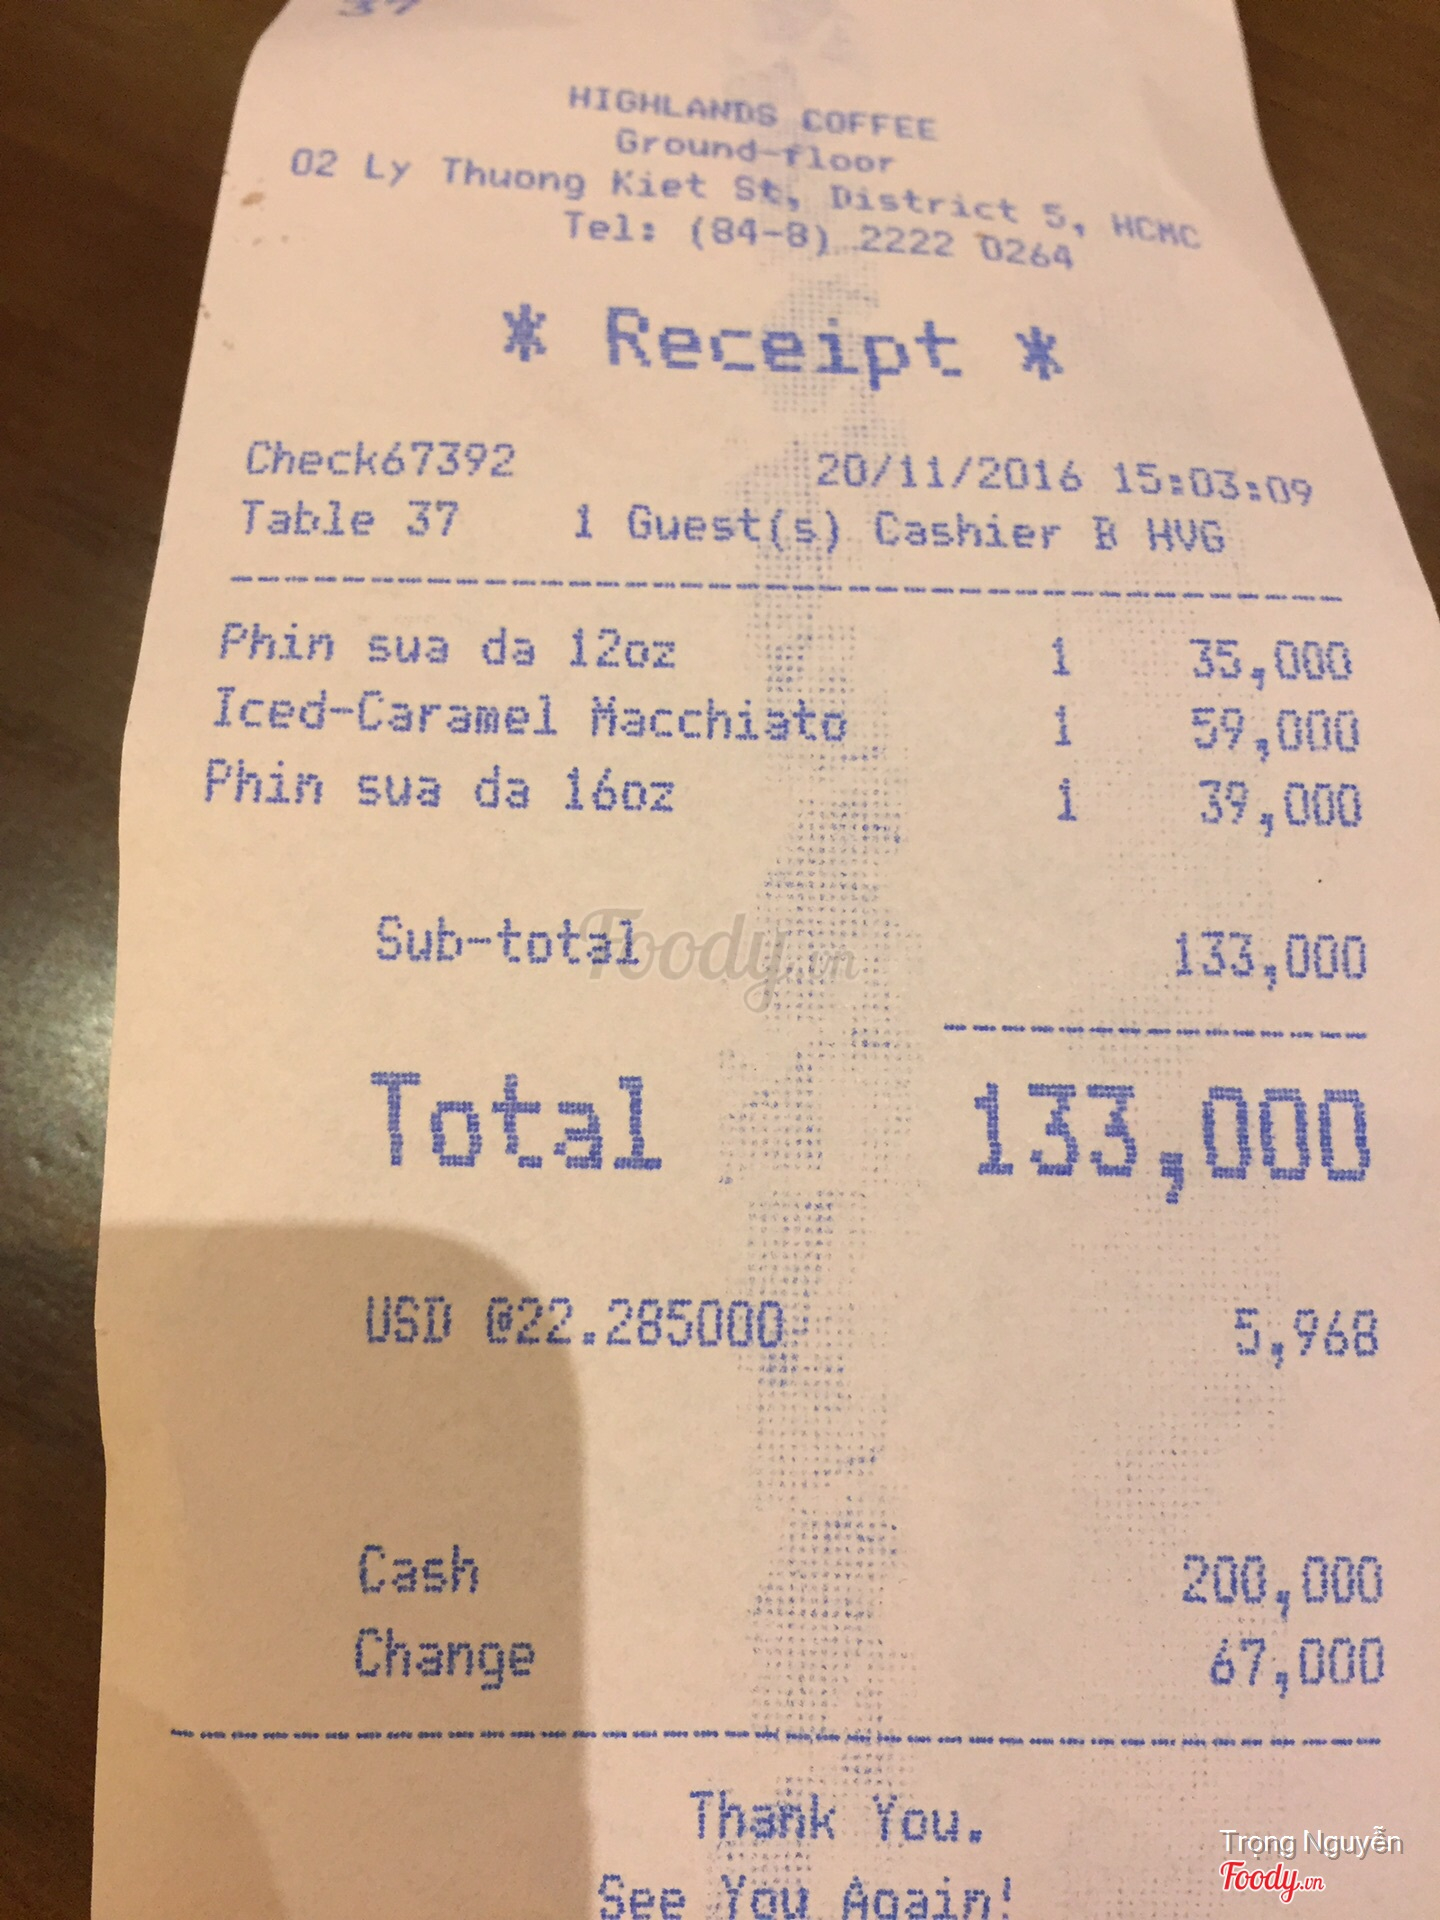 37
HIGHLANDS COFFEE
Ground-floor
02 Ly Thuong Kiet St, District 5, HCMC
Tel: (84-8) 2222 0264
* Receipt *
Check67392 20/11/2016 15:03:09
Table 37 1 Guest(s) Cashier B HVG
Phin sua da 12oz 1 35,000
Iced-Caramel Macchiato 1 59,000
Phin sua da 16oz 1 39,000
Sub-total 133,000
Foody.vn
Total 133,000
USD @22.285000 5,968
Cash 200,000
Change 67,000
Thank You.
See You Again!
Trong Nguyễn
Foody.vn